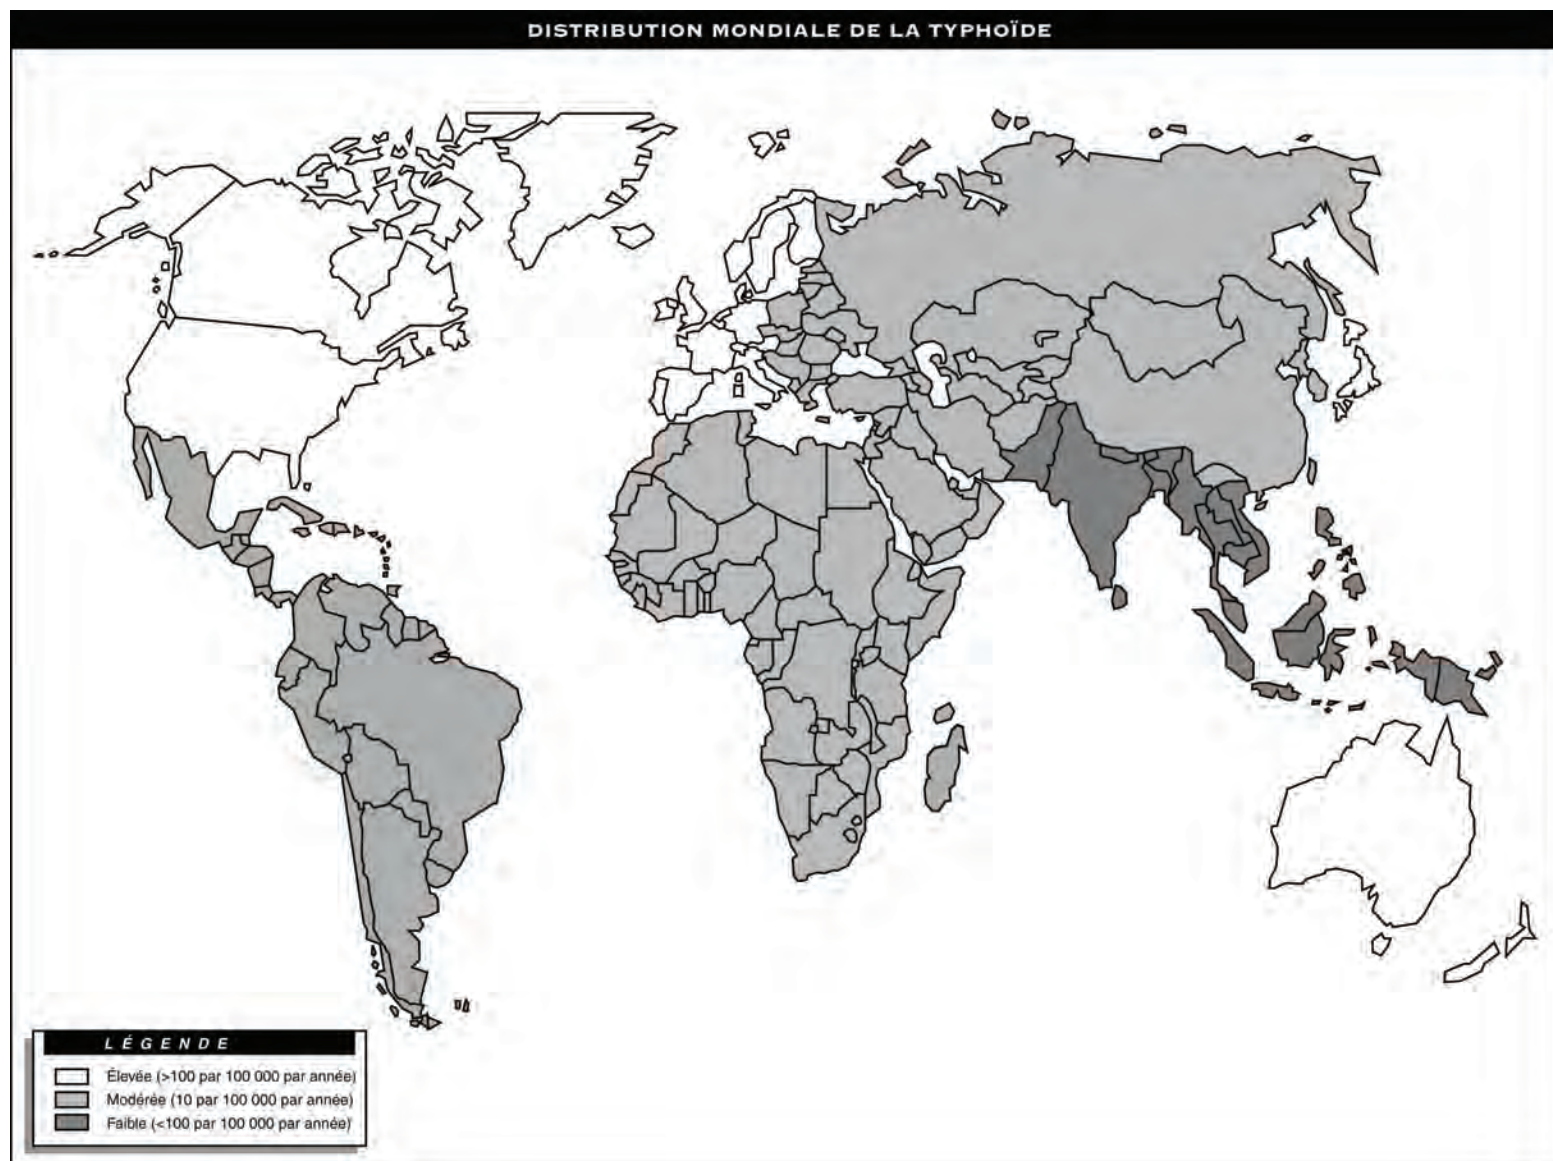 DISTRIBUTION MONDIALE DE LA TYPHOÏDE
LÉGENDE
Élevée (>100 par 100 000 par année)
Modérée (10 par 100 000 par année)
Faible (<100 par 100 000 par année)